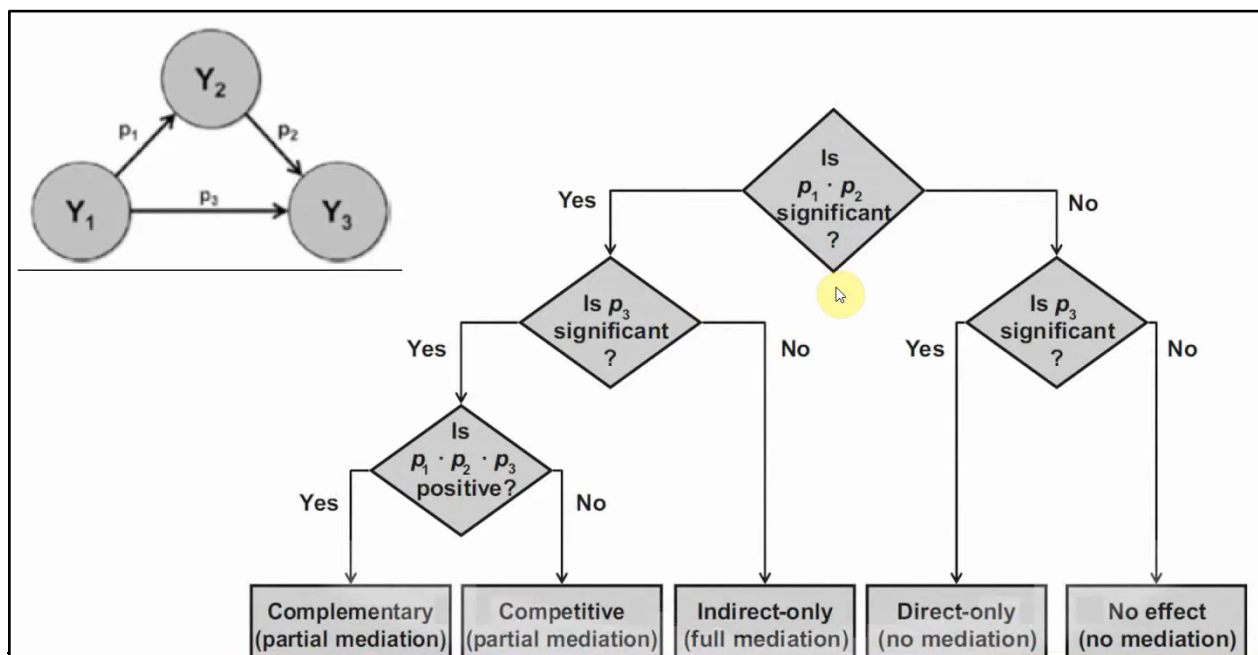 Y₂
p₁
p₂
Y₁
p₃
Y₃
Is
p₁ · p₂
significant
?
Yes
No
Is p₃
significant
?
Is p₃
significant
?
Yes
No
Yes
No
Is
p₁ · p₂ · p₃
positive?
Yes
No
Complementary
(partial mediation)
Competitive
(partial mediation)
Indirect-only
(full mediation)
Direct-only
(no mediation)
No effect
(no mediation)